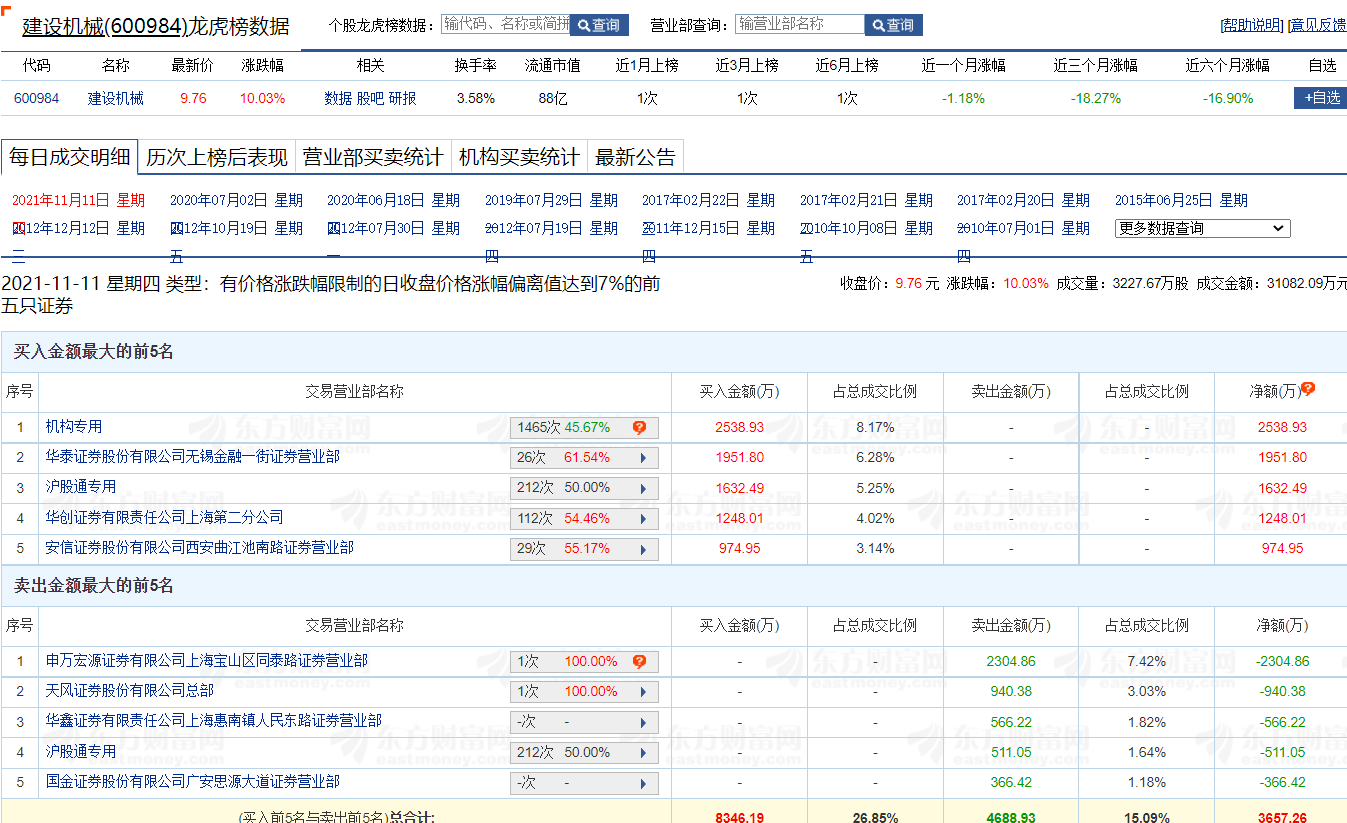 建设机械(600984)龙虎榜数据 个股龙虎榜数据： 输代码、名称或简拼 查询 营业部查询： 输营业部名称 查询 [帮助说明] [意见反馈
代码 名称 最新价 涨跌幅 相关 换手率 流通市值 近1月上榜 近3月上榜 近6月上榜 近一个月涨幅 近三个月涨幅 近六个月涨幅 自选
600984 建设机械 9.76 10.03% 数据 股吧 研报 3.58% 88亿 1次 1次 1次 -1.18% -18.27% -16.90% +自选
每日成交明细 历次上榜后表现 营业部买卖统计 机构买卖统计 最新公告
2021年11月11日 星期 2020年07月02日 星期 2020年06月18日 星期 2019年07月29日 星期 2017年02月22日 星期 2017年02月21日 星期 2017年02月20日 星期 2015年06月25日 星期
2012年12月12日 星期 2012年10月19日 星期 2012年07月30日 星期 2012年07月19日 星期 2011年12月15日 星期 2010年10月08日 星期 2010年07月01日 星期 更多数据查询
三 五 一 四 四 五 四
2021-11-11 星期四 类型：有价格涨跌幅限制的日收盘价格涨幅偏离值达到7%的前 收盘价：9.76 元 涨跌幅：10.03% 成交量：3227.67万股 成交金额：31082.09万元
五只证券
买入金额最大的前5名
序号 交易营业部名称 买入金额(万) 占总成交比例 卖出金额(万) 占总成交比例 净额(万)
1 机构专用 1465次 45.67% 2538.93 8.17% - - 2538.93
2 华泰证券股份有限公司无锡金融一街证券营业部 26次 61.54% 1951.80 6.28% - - 1951.80
3 沪股通专用 212次 50.00% 1632.49 5.25% - - 1632.49
4 华创证券有限责任公司上海第二分公司 112次 54.46% 1248.01 4.02% - - 1248.01
5 安信证券股份有限公司西安曲江池南路证券营业部 29次 55.17% 974.95 3.14% - - 974.95
卖出金额最大的前5名
序号 交易营业部名称 买入金额(万) 占总成交比例 卖出金额(万) 占总成交比例 净额(万)
1 申万宏源证券有限公司上海宝山区同泰路证券营业部 1次 100.00% - - 2304.86 7.42% -2304.86
2 天风证券股份有限公司总部 1次 100.00% - - 940.38 3.03% -940.38
3 华鑫证券有限责任公司上海惠南镇人民东路证券营业部 -次 - - - 566.22 1.82% -566.22
4 沪股通专用 212次 50.00% - - 511.05 1.64% -511.05
5 国金证券股份有限公司广安思源大道证券营业部 -次 - - - 366.42 1.18% -366.42
(买入前5名与卖出前5名)总合计: 8346.19 26.85% 4688.93 15.09% 3657.26